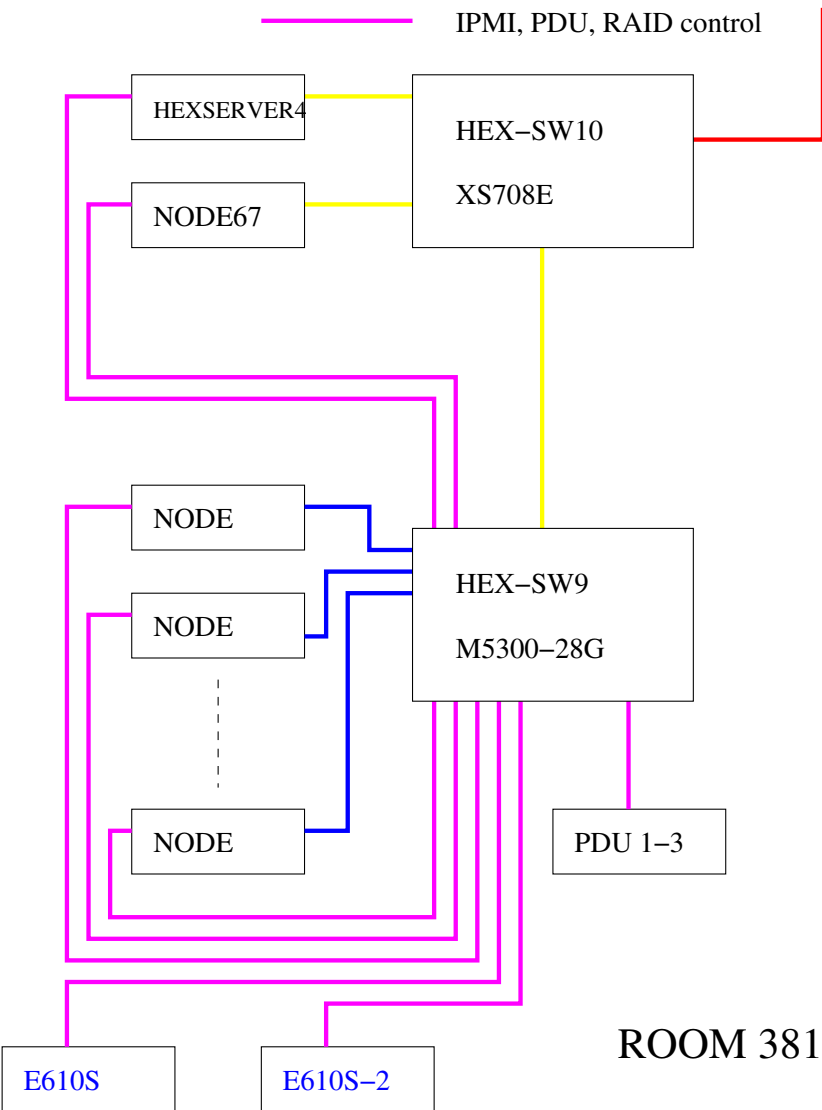 IPMI, PDU, RAID control
HEXSERVER4
HEX−SW10
XS708E
NODE67
NODE
HEX−SW9
M5300−28G
NODE
NODE
PDU 1−3
ROOM 381
E610S
E610S−2